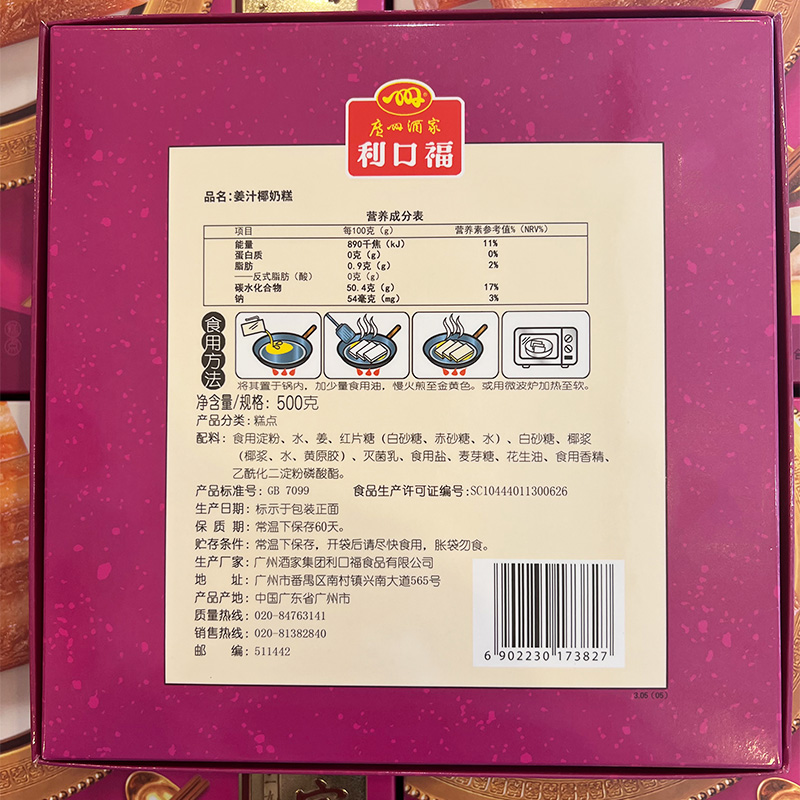 广州酒家
利口福
品名:姜汁椰奶糕
营养成分表
项目 每100克(g) 营养素参考值%(NRV%)
能量 890千焦(kJ) 11%
蛋白质 0克(g) 0%
脂肪 0.9克(g) 2%
——反式脂肪(酸) 0克(g)
碳水化合物 50.4克(g) 17%
钠 54毫克(mg) 3%
食用方法
将其置于锅内,加少量食用油,慢火煎至金黄色。或用微波炉加热至软。
净含量/规格:500克
产品分类:糕点
配料:食用淀粉、水、姜、红片糖(白砂糖、赤砂糖、水)、白砂糖、椰浆
(椰浆、水、黄原胶)、灭菌乳、食用盐、麦芽糖、花生油、食用香精、
乙酰化二淀粉磷酸酯。
产品标准号:GB 7099 食品生产许可证编号:SC10444011300626
生产日期:标示于包装正面
保质期:常温下保存60天。
贮存条件:常温下保存,开袋后请尽快食用,胀袋勿食。
生产厂家:广州酒家集团利口福食品有限公司
地址:广州市番禺区南村镇兴南大道565号
产品产地:中国广东省广州市
质量热线:020-84763141
销售热线:020-81382840
邮编:511442
6 902230 173827
3.05(05)